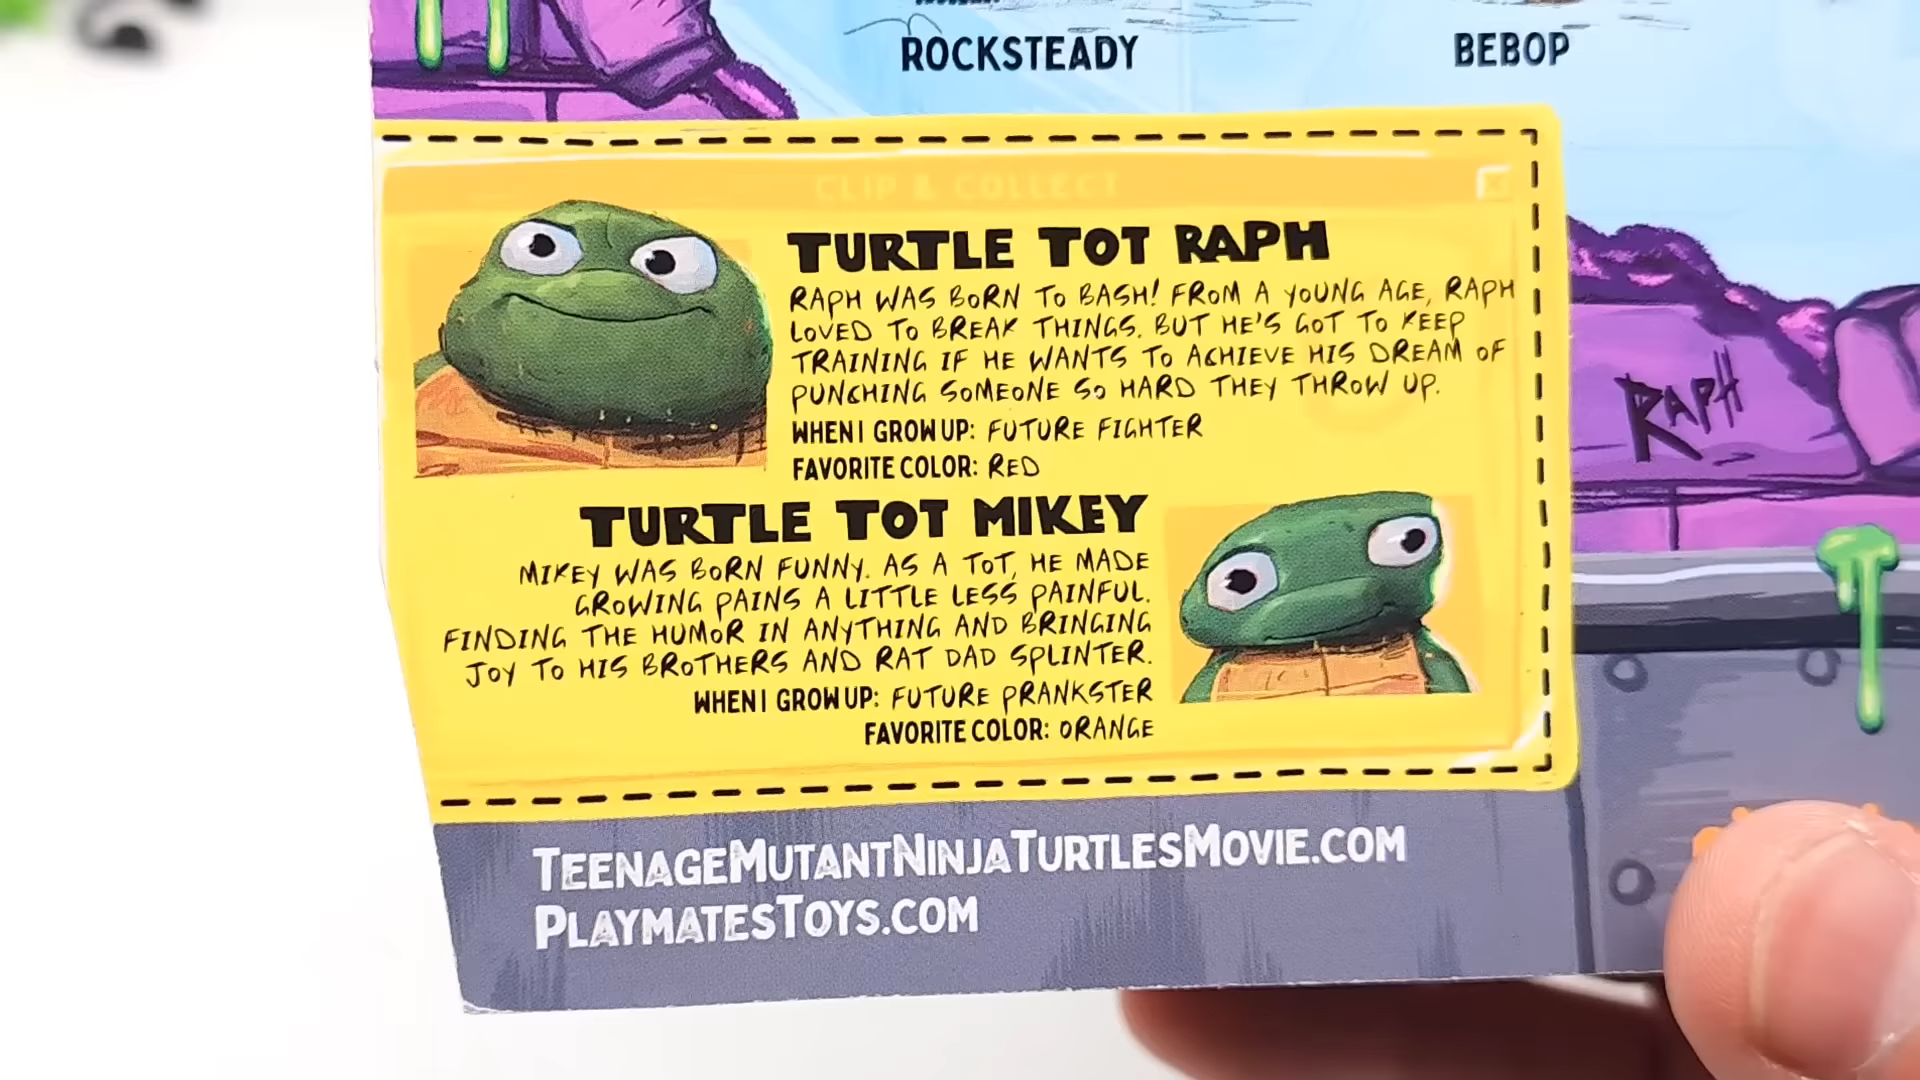 ROCKSTEADY
BEBOP
CLIP & COLLECT
TURTLE TOT RAPH
RAPH WAS BORN TO BASH! FROM A YOUNG AGE, RAPH
LOVED TO BREAK THINGS. BUT HE'S GOT TO KEEP
TRAINING IF HE WANTS TO ACHIEVE HIS DREAM OF
PUNCHING SOMEONE SO HARD THEY THROW UP.
WHEN I GROW UP: FUTURE FIGHTER
FAVORITE COLOR: RED
RAPH
TURTLE TOT MIKEY
MIKEY WAS BORN FUNNY. AS A TOT, HE MADE
GROWING PAINS A LITTLE LESS PAINFUL.
FINDING THE HUMOR IN ANYTHING AND BRINGING
JOY TO HIS BROTHERS AND RAT DAD SPLINTER.
WHEN I GROW UP: FUTURE PRANKSTER
FAVORITE COLOR: ORANGE
TEENAGEMUTANTNINJATURTLESMOVIE.COM
PLAYMATESTOYS.COM